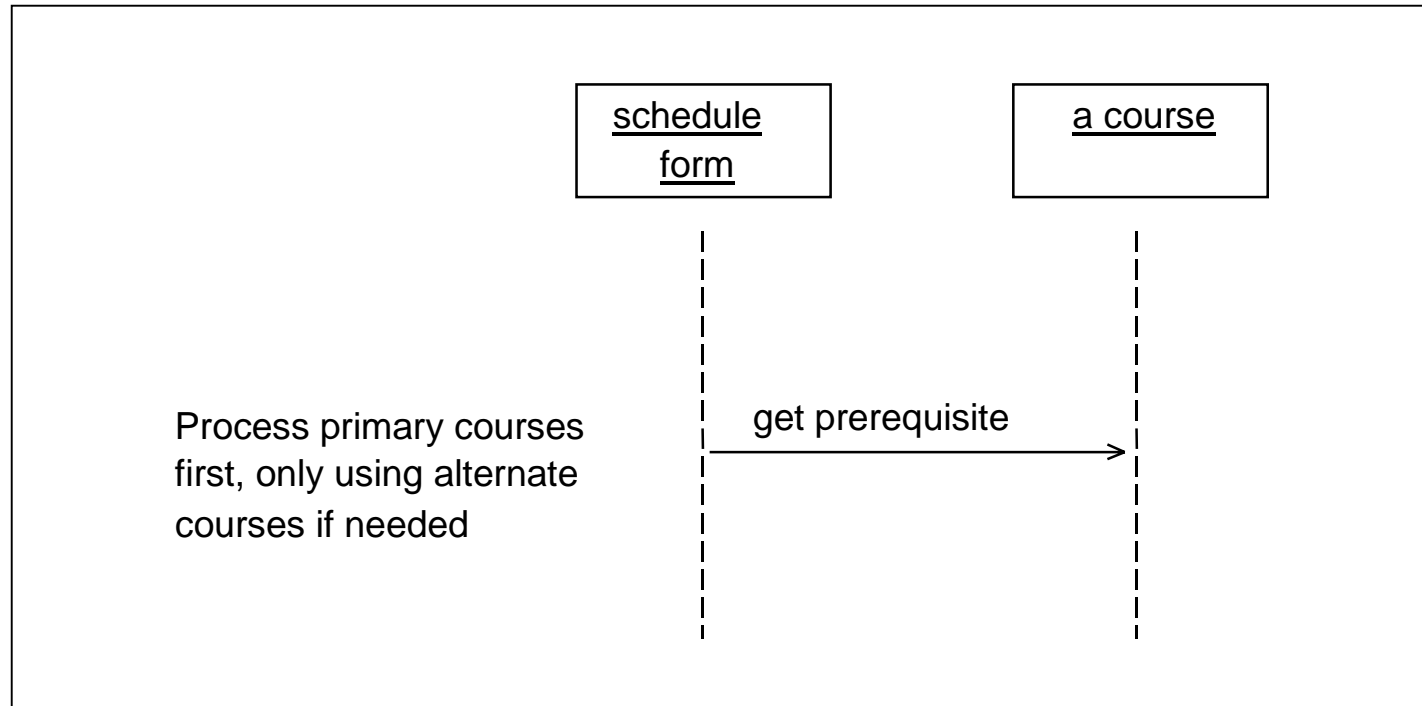 schedule
form
a course
get prerequisite
Process primary courses
first, only using alternate
courses if needed